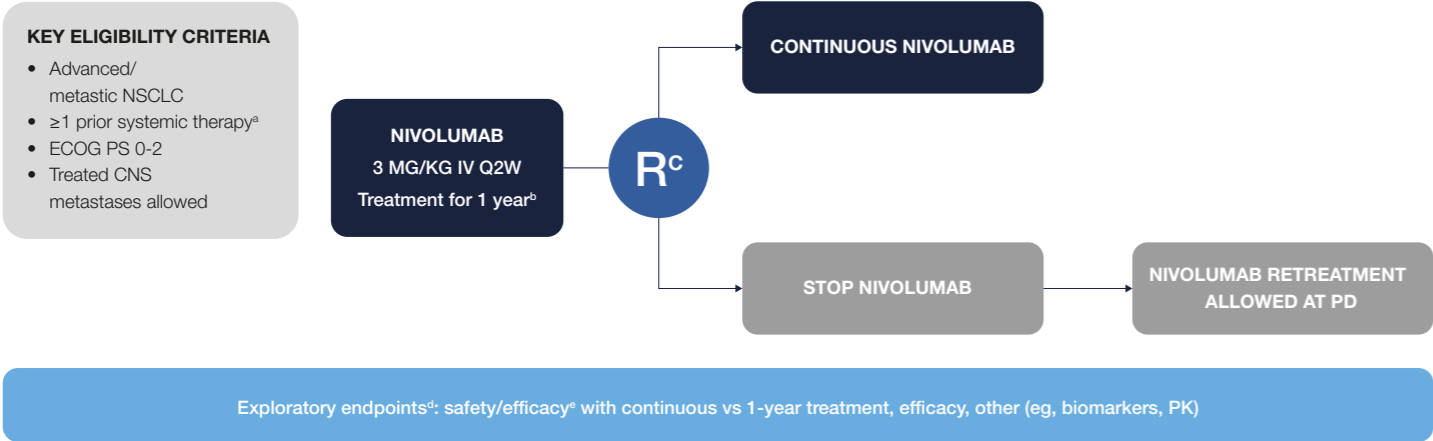 KEY ELIGIBILITY CRITERIA
• Advanced/
metastic NSCLC
• ≥1 prior systemic therapyᵃ
• ECOG PS 0-2
• Treated CNS
metastases allowed
NIVOLUMAB
3 MG/KG IV Q2W
Treatment for 1 yearᵇ
Rᶜ
CONTINUOUS NIVOLUMAB
STOP NIVOLUMAB
NIVOLUMAB RETREATMENT
ALLOWED AT PD
Exploratory endpointsᵈ: safety/efficacyᵉ with continuous vs 1-year treatment, efficacy, other (eg, biomarkers, PK)